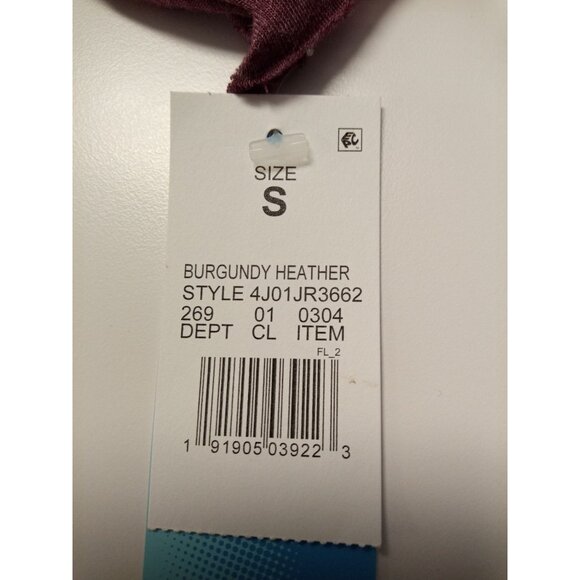 SIZE
S
BURGUNDY HEATHER
STYLE 4J01JR3662
269 01 0304
DEPT CL ITEM
FL_2
1 91905 03922 3